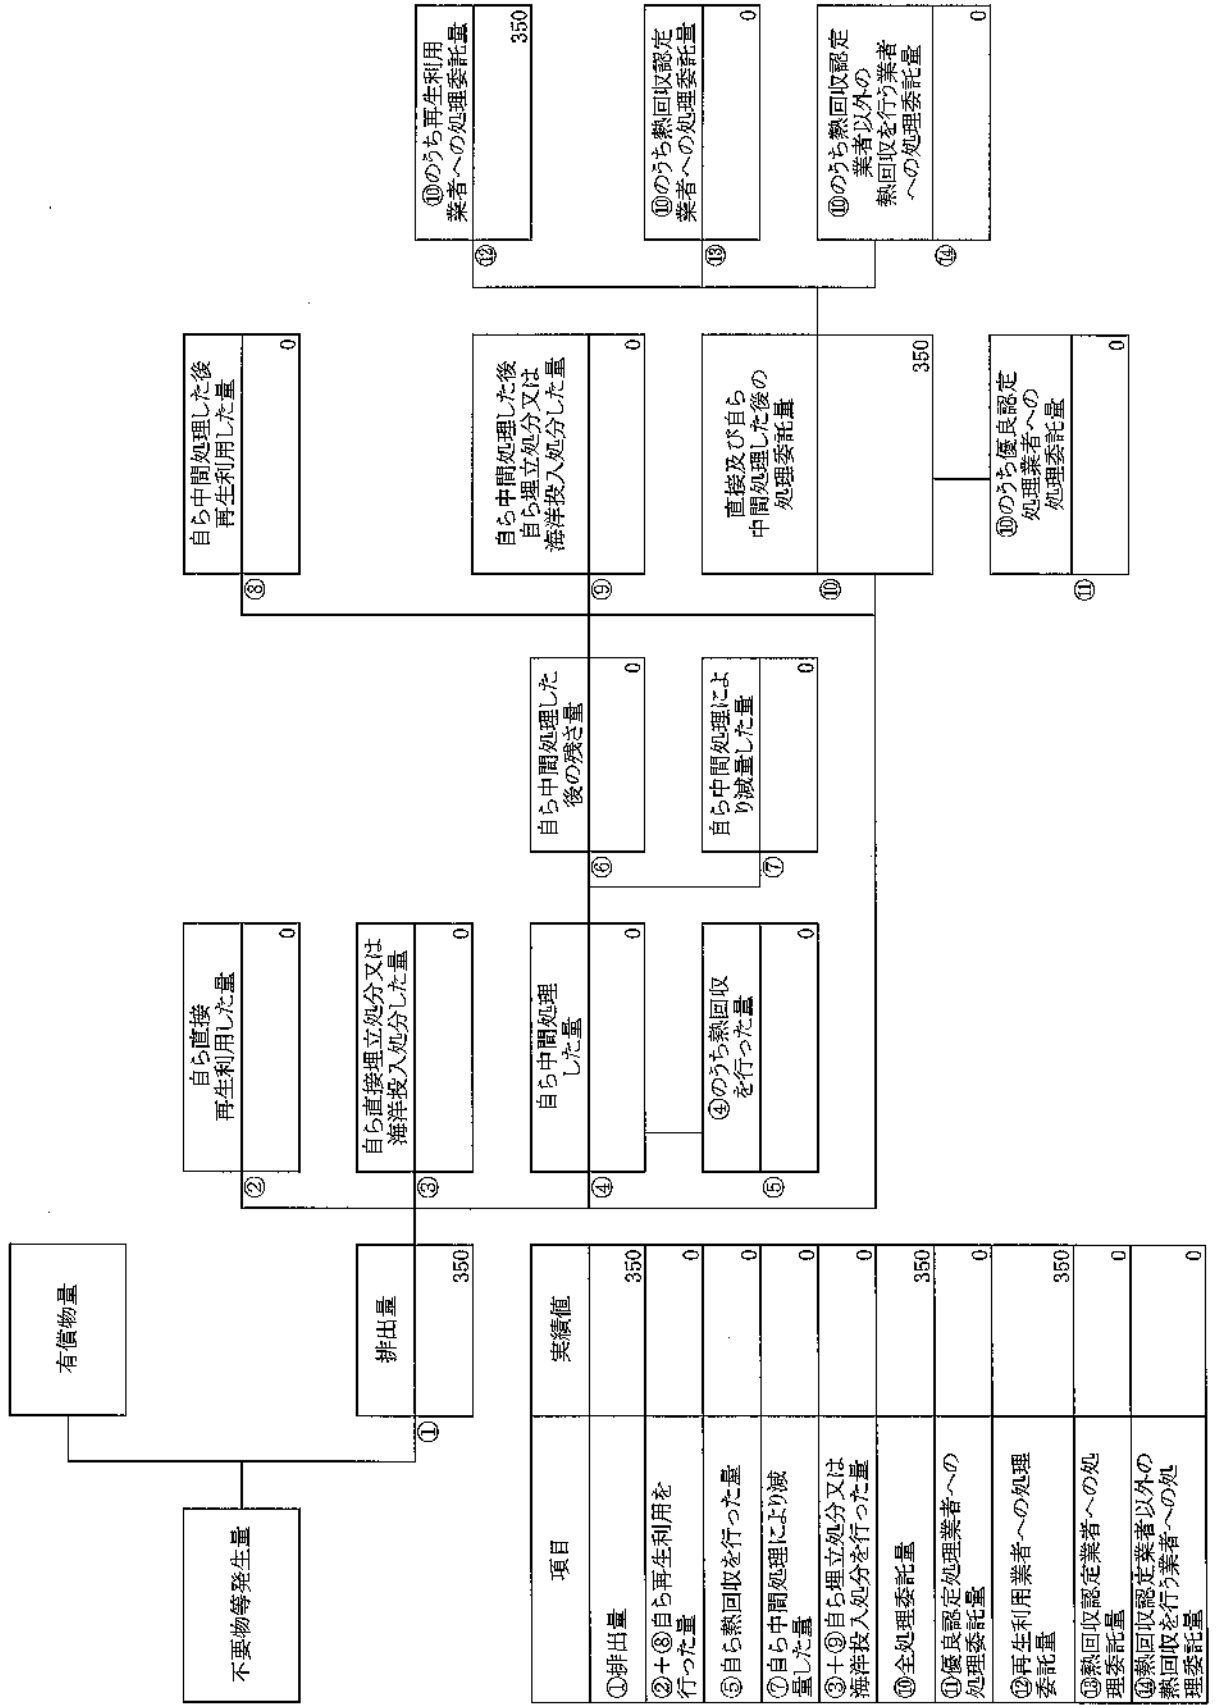 不要物等発生量
有償物量
排出量
①
350
自ら直接
再生利用した量
②
0
自ら直接埋立処分又は
海洋投入処分した量
③
0
自ら中間処理
した量
④
0
④のうち熱回収
を行った量
⑤
0
自ら中間処理した
後の残さ量
⑥
0
自ら中間処理によ
り減量した量
⑦
0
自ら中間処理した後
再生利用した量
⑧
0
自ら中間処理した後
自ら埋立処分又は
海洋投入処分した量
⑨
0
直接及び自ら
中間処理した後の
処理委託量
⑩
350
⑩のうち優良認定
処理業者への
処理委託量
⑪
0
⑩のうち再生利用
業者への処理委託量
⑫
350
⑩のうち熱回収認定
業者への処理委託量
⑬
0
⑩のうち熱回収認定
業者以外の
熱回収を行う業者
への処理委託量
⑭
0
項目 実績値
①排出量 350
②+⑧自ら再生利用を
行った量 0
⑤自ら熱回収を行った量 0
⑦自ら中間処理により減
量した量 0
③+⑨自ら埋立処分又は
海洋投入処分を行った量 0
⑩全処理委託量 350
⑪優良認定処理業者への
処理委託量 0
⑫再生利用業者への処理
委託量 350
⑬熱回収認定業者への処
理委託量 0
⑭熱回収認定業者以外の
熱回収を行う業者への処
理委託量 0